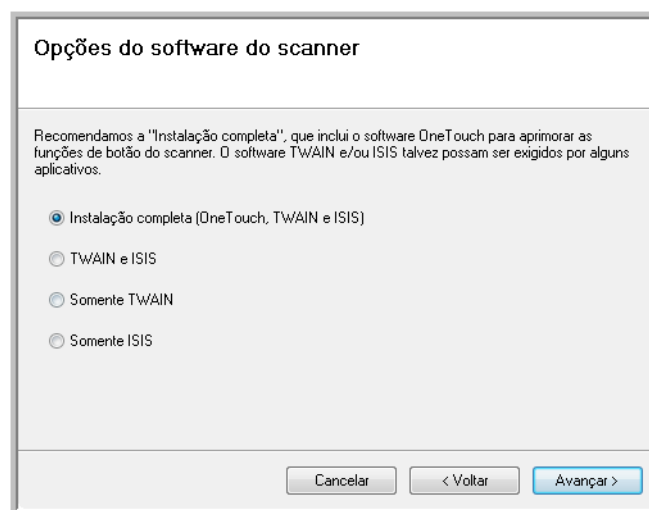 Opções do software do scanner
Recomendamos a "Instalação completa", que inclui o software OneTouch para aprimorar as
funções de botão do scanner. O software TWAIN e/ou ISIS talvez possam ser exigidos por alguns
aplicativos.
Instalação completa (OneTouch, TWAIN e ISIS)
TWAIN e ISIS
Somente TWAIN
Somente ISIS
Cancelar < Voltar Avançar >